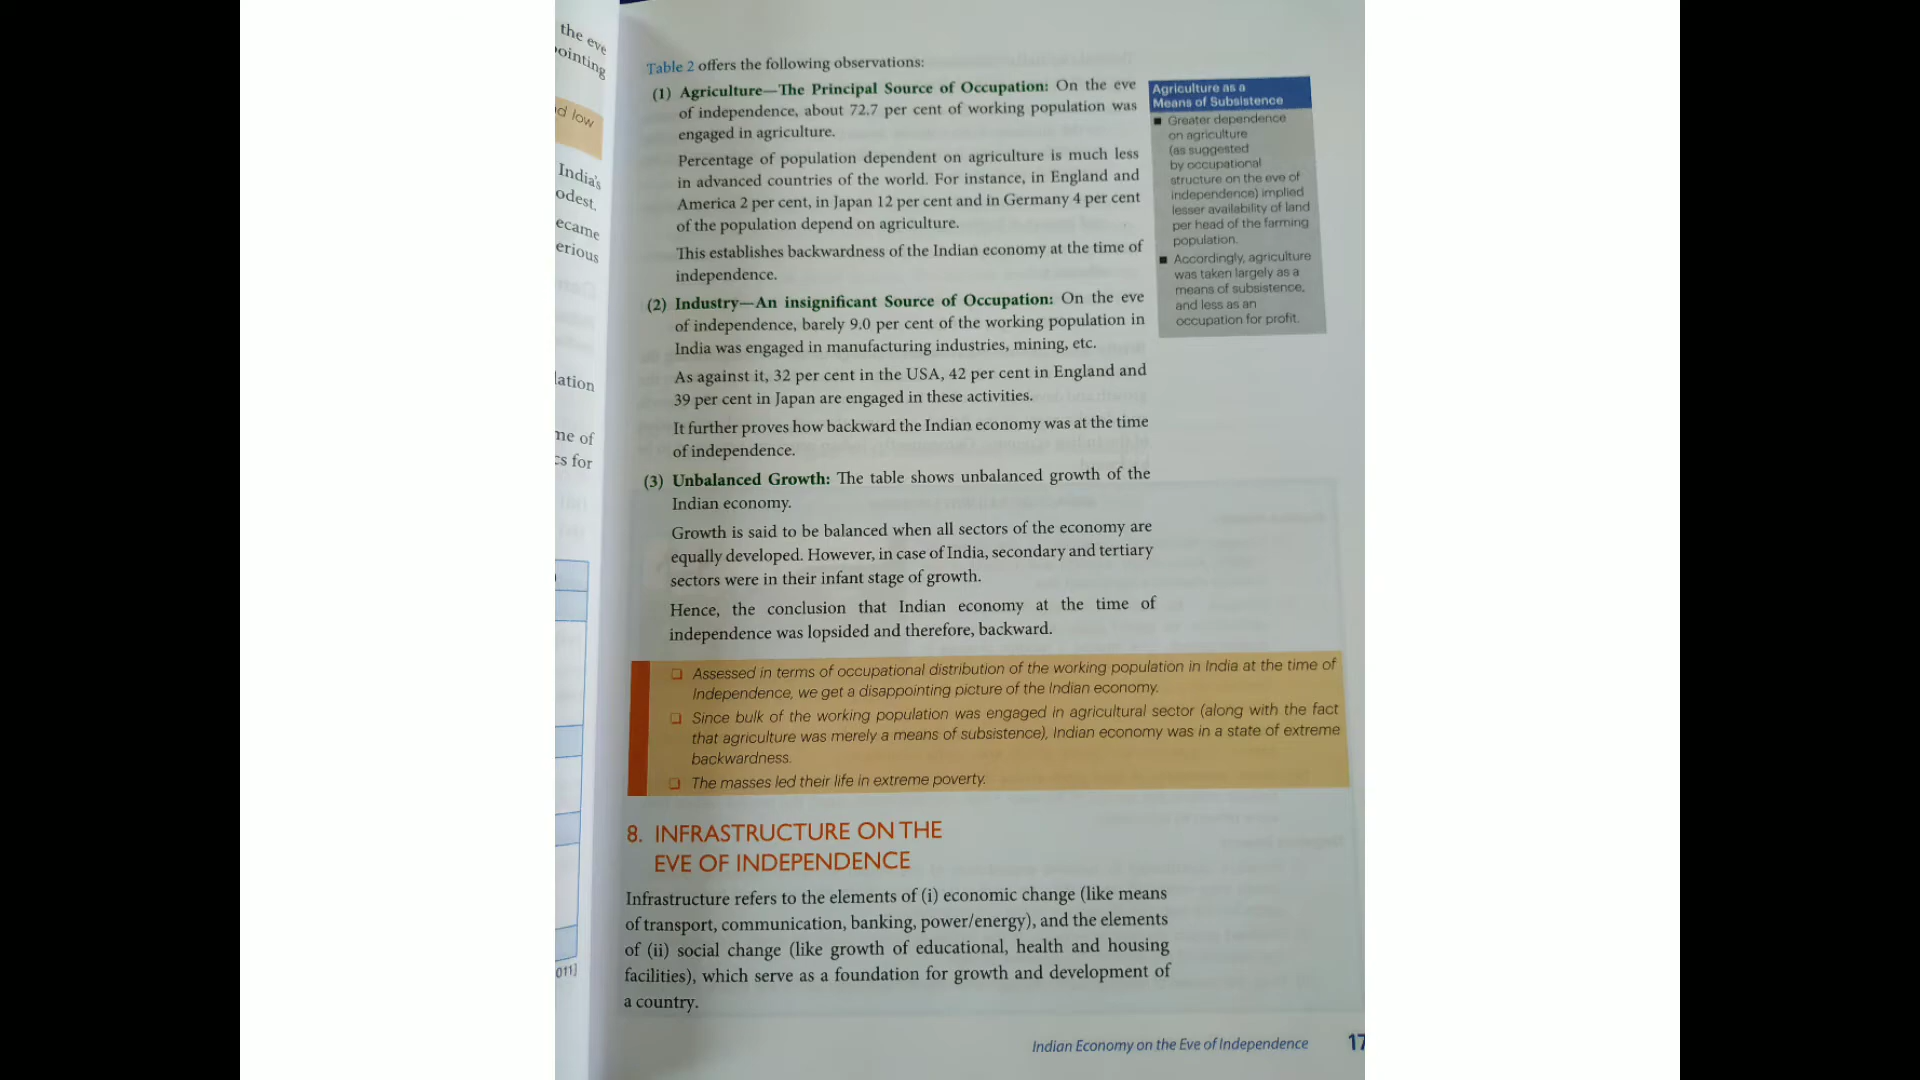 the eve
ointing
d low
India's
odest.
ecame
erious
lation
me of
s for
011]
Table 2 offers the following observations:
(1) Agriculture—The Principal Source of Occupation: On the eve
of independence, about 72.7 per cent of working population was
engaged in agriculture.
Percentage of population dependent on agriculture is much less
in advanced countries of the world. For instance, in England and
America 2 per cent, in Japan 12 per cent and in Germany 4 per cent
of the population depend on agriculture.
This establishes backwardness of the Indian economy at the time of
independence.
(2) Industry—An insignificant Source of Occupation: On the eve
of independence, barely 9.0 per cent of the working population in
India was engaged in manufacturing industries, mining, etc.
As against it, 32 per cent in the USA, 42 per cent in England and
39 per cent in Japan are engaged in these activities.
It further proves how backward the Indian economy was at the time
of independence.
(3) Unbalanced Growth: The table shows unbalanced growth of the
Indian economy.
Growth is said to be balanced when all sectors of the economy are
equally developed. However, in case of India, secondary and tertiary
sectors were in their infant stage of growth.
Hence, the conclusion that Indian economy at the time of
independence was lopsided and therefore, backward.
Agriculture as a
Means of Subsistence
■ Greater dependence
on agriculture
(as suggested
by occupational
structure on the eve of
independence) implied
lesser availability of land
per head of the farming
population.
■ Accordingly, agriculture
was taken largely as a
means of subsistence,
and less as an
occupation for profit.
❑ Assessed in terms of occupational distribution of the working population in India at the time of
Independence, we get a disappointing picture of the Indian economy.
❑ Since bulk of the working population was engaged in agricultural sector (along with the fact
that agriculture was merely a means of subsistence), Indian economy was in a state of extreme
backwardness.
❑ The masses led their life in extreme poverty.
8. INFRASTRUCTURE ON THE
EVE OF INDEPENDENCE
Infrastructure refers to the elements of (i) economic change (like means
of transport, communication, banking, power/energy), and the elements
of (ii) social change (like growth of educational, health and housing
facilities), which serve as a foundation for growth and development of
a country.
Indian Economy on the Eve of Independence 17